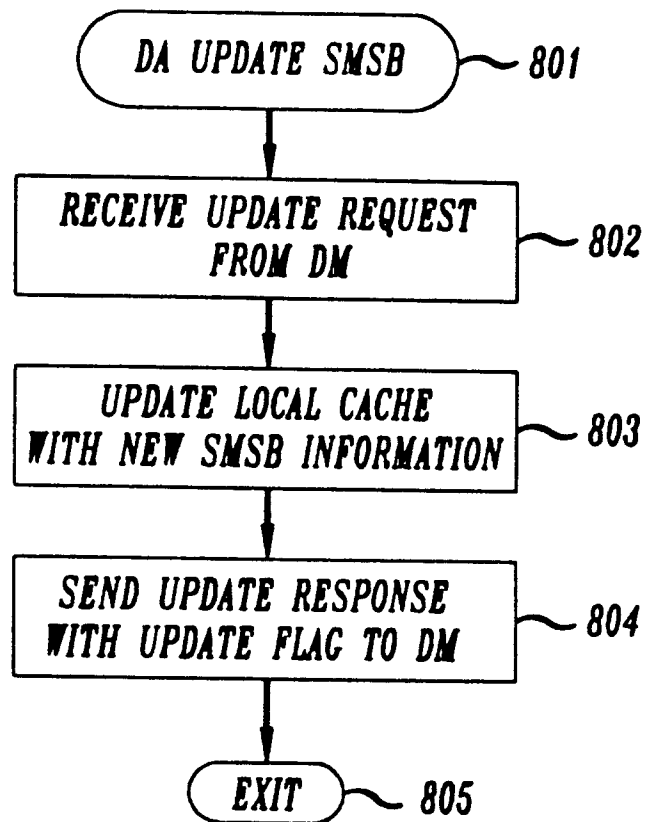 DA UPDATE SMSB
801
RECEIVE UPDATE REQUEST
FROM DM
802
UPDATE LOCAL CACHE
WITH NEW SMSB INFORMATION
803
SEND UPDATE RESPONSE
WITH UPDATE FLAG TO DM
804
EXIT
805